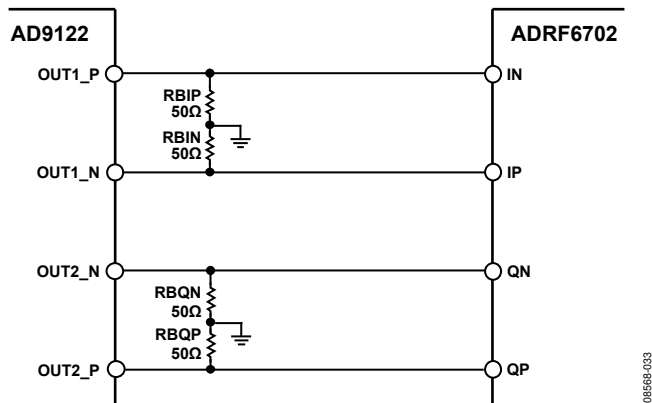 AD9122
ADRF6702
OUT1_P
IN
RBIP
50Ω
RBIN
50Ω
OUT1_N
IP
OUT2_N
QN
RBQN
50Ω
RBQP
50Ω
OUT2_P
QP
08568-033